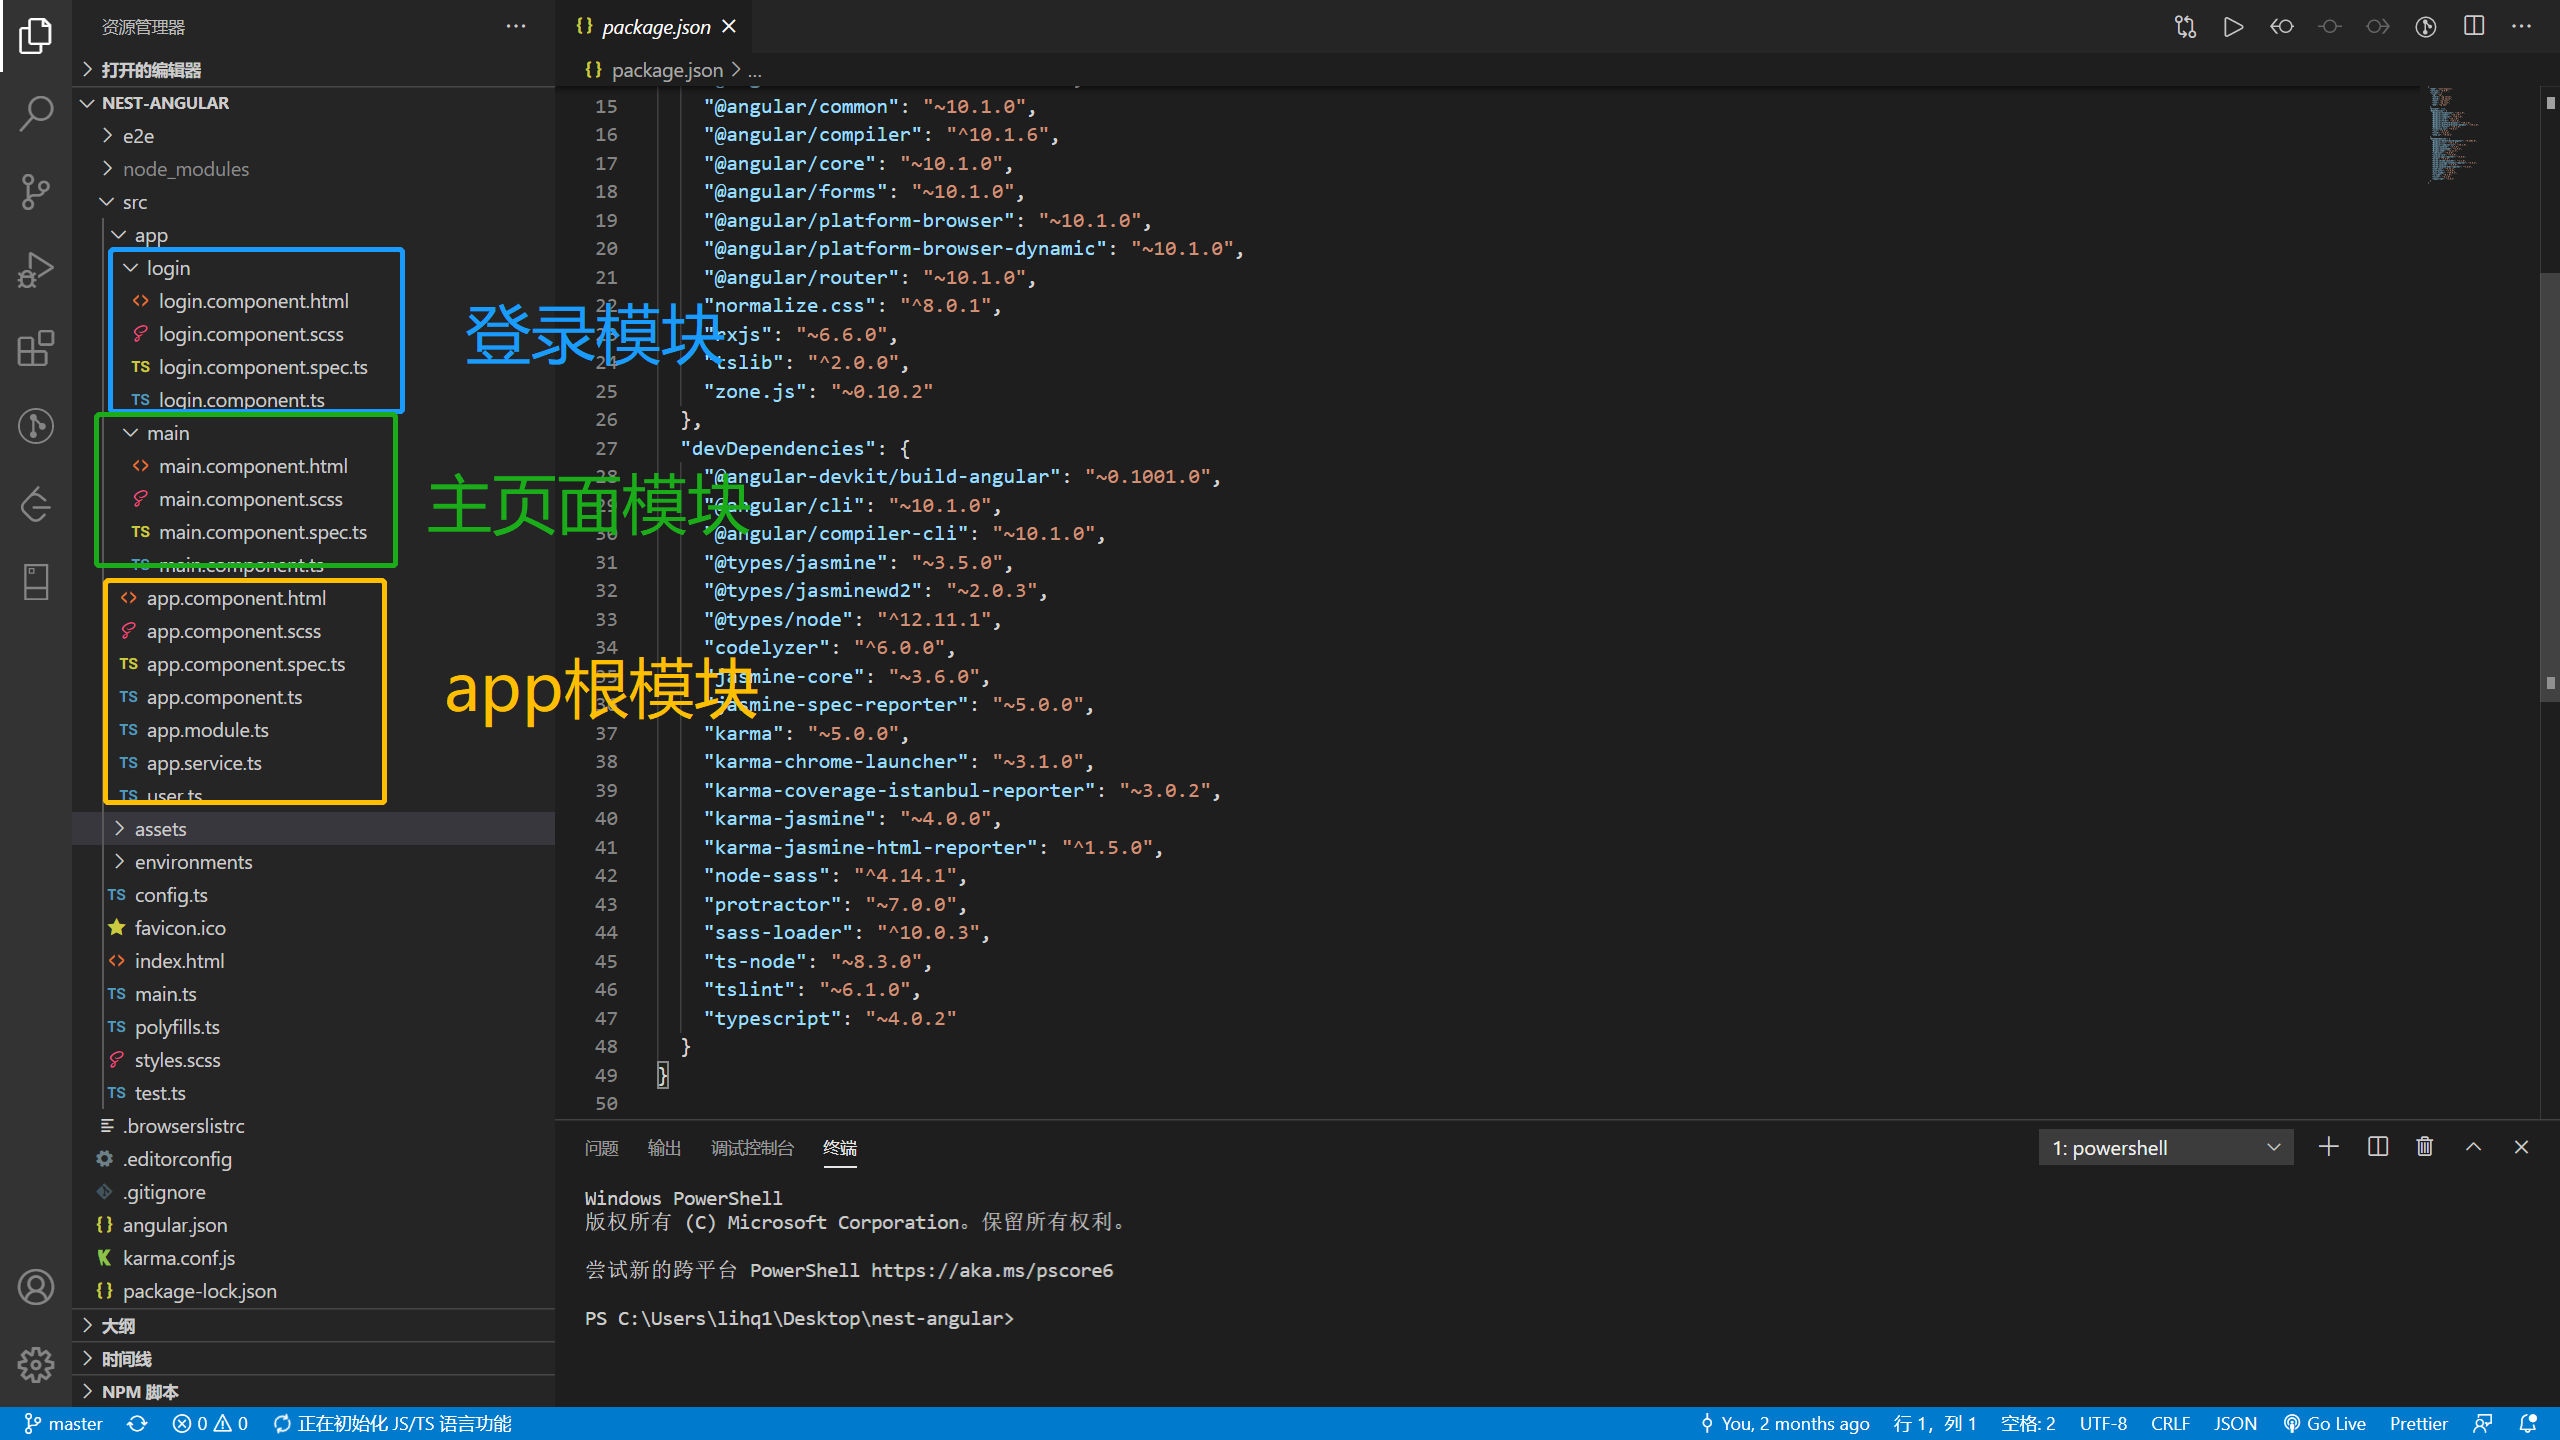 资源管理器
打开的编辑器
NEST-ANGULAR
e2e
node_modules
src
app
login
login.component.html
login.component.scss
login.component.spec.ts
login.component.ts
main
main.component.html
main.component.scss
main.component.spec.ts
main.component.ts
app.component.html
app.component.scss
app.component.spec.ts
app.component.ts
app.module.ts
app.service.ts
user.ts
assets
environments
config.ts
favicon.ico
index.html
main.ts
polyfills.ts
styles.scss
test.ts
.browserslistrc
.editorconfig
.gitignore
angular.json
karma.conf.js
package-lock.json
大纲
时间线
NPM 脚本
登录模块
主页面模块
app根模块
package.json
package.json > ...
15 "@angular/common": "~10.1.0",
16 "@angular/compiler": "^10.1.6",
17 "@angular/core": "~10.1.0",
18 "@angular/forms": "~10.1.0",
19 "@angular/platform-browser": "~10.1.0",
20 "@angular/platform-browser-dynamic": "~10.1.0",
21 "@angular/router": "~10.1.0",
22 "normalize.css": "^8.0.1",
23 "rxjs": "~6.6.0",
24 "tslib": "^2.0.0",
25 "zone.js": "~0.10.2"
26 },
27 "devDependencies": {
28 "@angular-devkit/build-angular": "~0.1001.0",
29 "@angular/cli": "~10.1.0",
30 "@angular/compiler-cli": "~10.1.0",
31 "@types/jasmine": "~3.5.0",
32 "@types/jasminewd2": "~2.0.3",
33 "@types/node": "^12.11.1",
34 "codelyzer": "^6.0.0",
35 "jasmine-core": "~3.6.0",
36 "jasmine-spec-reporter": "~5.0.0",
37 "karma": "~5.0.0",
38 "karma-chrome-launcher": "~3.1.0",
39 "karma-coverage-istanbul-reporter": "~3.0.2",
40 "karma-jasmine": "~4.0.0",
41 "karma-jasmine-html-reporter": "^1.5.0",
42 "node-sass": "^4.14.1",
43 "protractor": "~7.0.0",
44 "sass-loader": "^10.0.3",
45 "ts-node": "~8.3.0",
46 "tslint": "~6.1.0",
47 "typescript": "~4.0.2"
48 }
49 }
50
问题 输出 调试控制台 终端
1: powershell
Windows PowerShell
版权所有 (C) Microsoft Corporation。保留所有权利。
尝试新的跨平台 PowerShell https://aka.ms/pscore6
PS C:\Users\lihq1\Desktop\nest-angular>
master 0 0 正在初始化 JS/TS 语言功能
You, 2 months ago 行 1，列 1 空格: 2 UTF-8 CRLF JSON Go Live Prettier